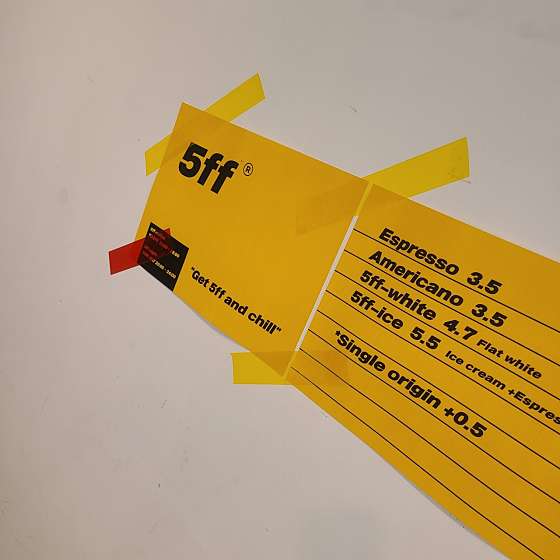 5ff®
"Get 5ff and chill"
Espresso 3.5
Americano 3.5
5ff-white 4.7 Flat white
5ff-ice 5.5 Ice cream +Espres
*Single origin +0.5